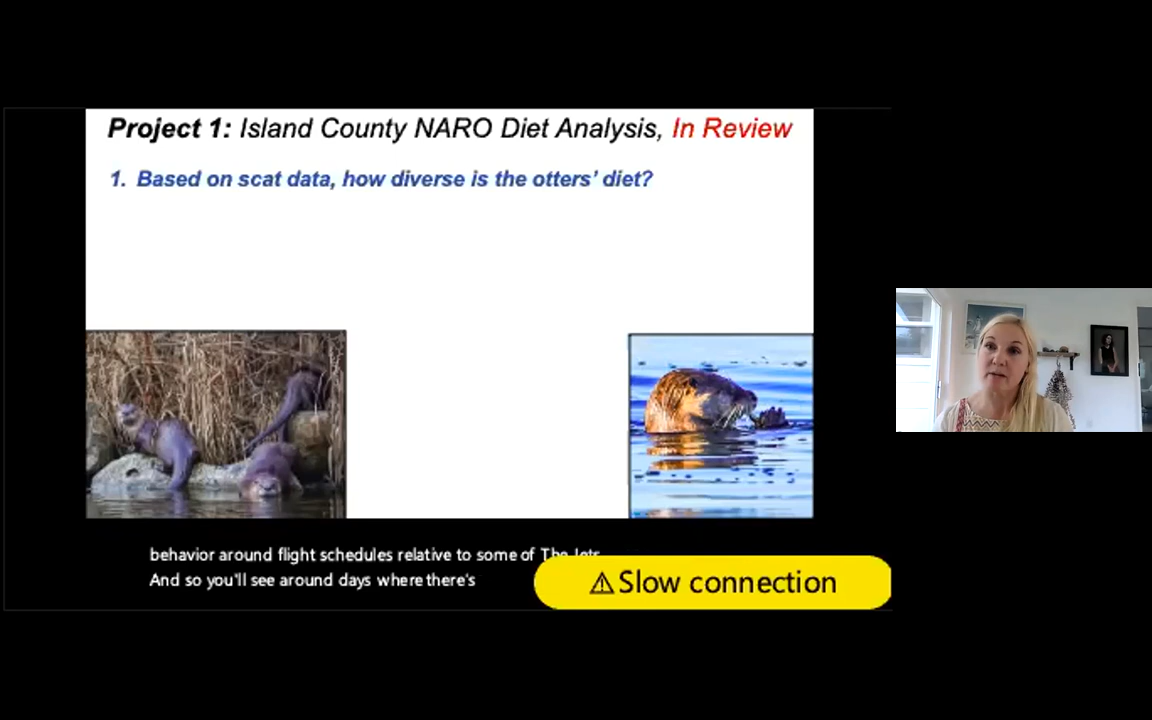 Project 1: Island County NARO Diet Analysis, In Review
1. Based on scat data, how diverse is the otters' diet?
behavior around flight schedules relative to some of The Jets
And so you'll see around days where there's
⚠Slow connection